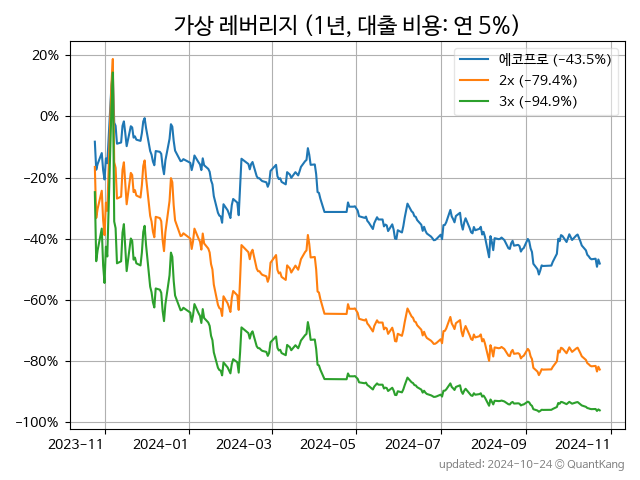 가상 레버리지 (1년, 대출 비용: 연 5%)
에코프로 (-43.5%)
2x (-79.4%)
3x (-94.9%)
20%
0%
-20%
-40%
-60%
-80%
-100%
2023-11 2024-01 2024-03 2024-05 2024-07 2024-09 2024-11
updated: 2024-10-24 © QuantKang